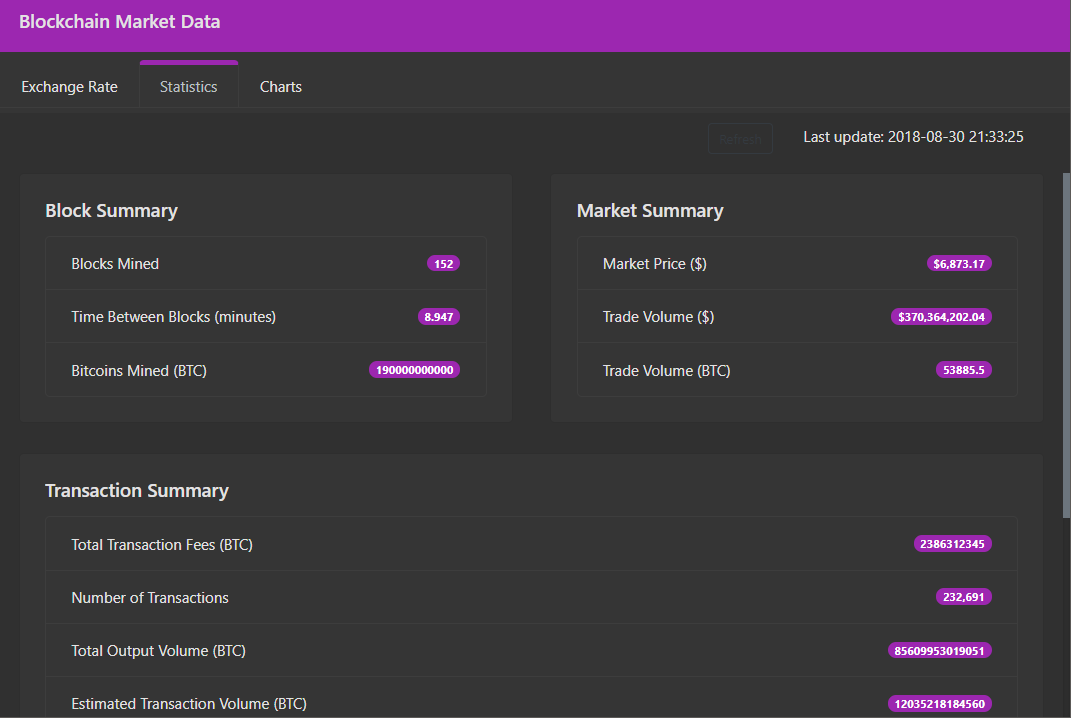 Blockchain Market Data
Exchange Rate
Statistics
Charts
Refresh
Last update: 2018-08-30 21:33:25
Block Summary
Blocks Mined 152
Time Between Blocks (minutes) 8.947
Bitcoins Mined (BTC) 190000000000
Market Summary
Market Price ($) $6,873.17
Trade Volume ($) $370,364,202.04
Trade Volume (BTC) 53885.5
Transaction Summary
Total Transaction Fees (BTC) 2386312345
Number of Transactions 232,691
Total Output Volume (BTC) 85609953019051
Estimated Transaction Volume (BTC) 12035218184560